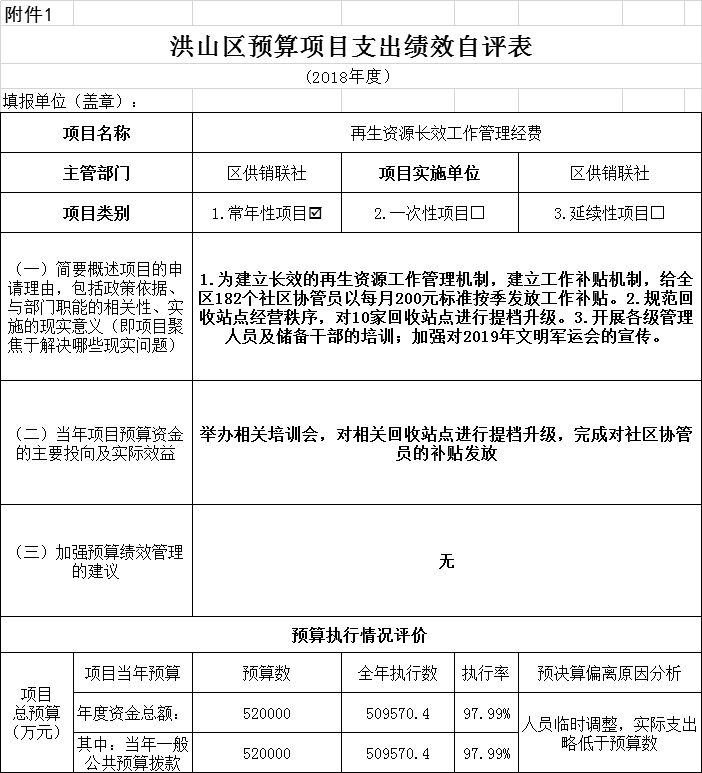 附件1
洪山区预算项目支出绩效自评表
(2018年度)
填报单位（盖章）:
项目名称 再生资源长效工作管理经费
主管部门 区供销联社 项目实施单位 区供销联社
项目类别 1.常年性项目☑ 2.一次性项目☐ 3.延续性项目☐
（一）简要概述项目的申
请理由，包括政策依据、
与部门职能的相关性、实
施的现实意义（即项目聚
焦于解决哪些现实问题）
1.为建立长效的再生资源工作管理机制，建立工作补贴机制，给全
区182个社区协管员以每月200元标准按季发放工作补贴。2.规范回
收站点经营秩序，对10家回收站点进行提档升级。3.开展各级管理
人员及储备干部的培训；加强对2019年文明军运会的宣传。
（二）当年项目预算资金
的主要投向及实际效益
举办相关培训会，对相关回收站点进行提档升级，完成对社区协管
员的补贴发放
（三）加强预算绩效管理
的建议
无
预算执行情况评价
项目
总预算
（万元）
项目当年预算 预算数 全年执行数 执行率 预决算偏离原因分析
年度资金总额: 520000 509570.4 97.99%
人员临时调整，实际支出
略低于预算数
其中: 当年一般
公共预算拨款
520000 509570.4 97.99%